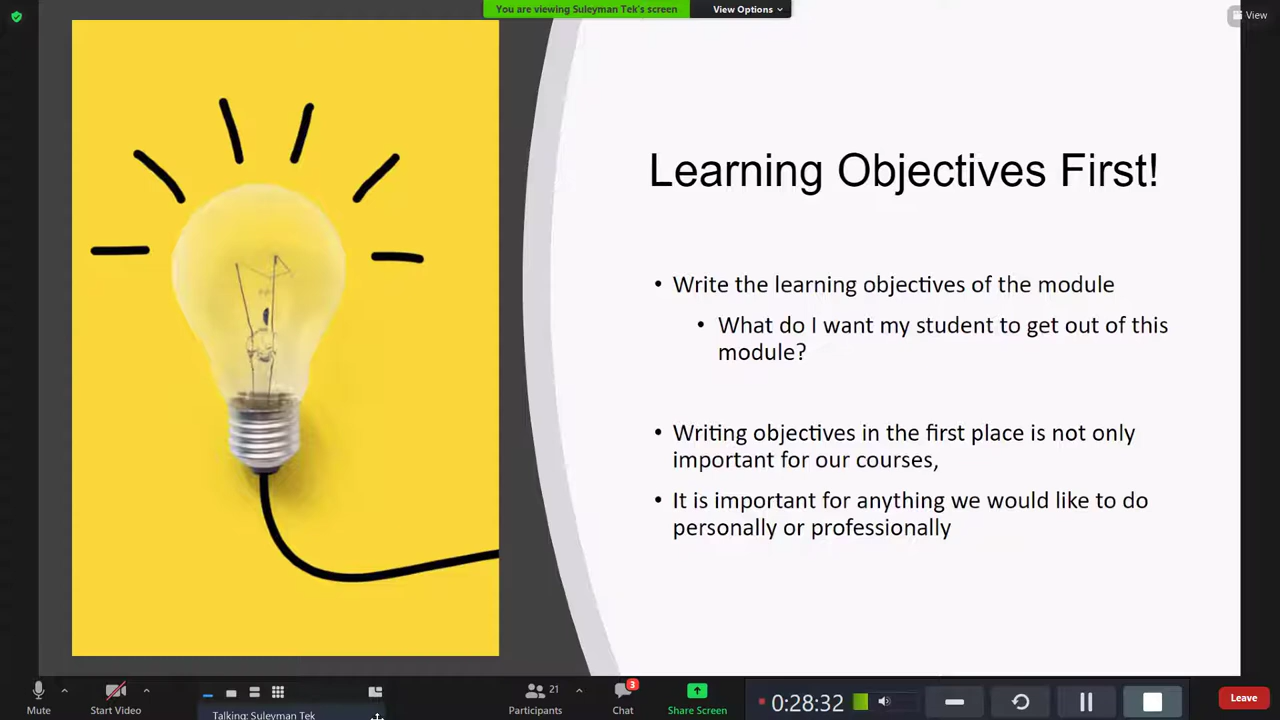 You are viewing Suleyman Tek's screen
View Options
View
Learning Objectives First!
• Write the learning objectives of the module
• What do I want my student to get out of this
module?
• Writing objectives in the first place is not only
important for our courses,
• It is important for anything we would like to do
personally or professionally
Mute
Start Video
Talking: Suleyman Tek
21
Participants
3
Chat
Share Screen
0:28:32
Leave